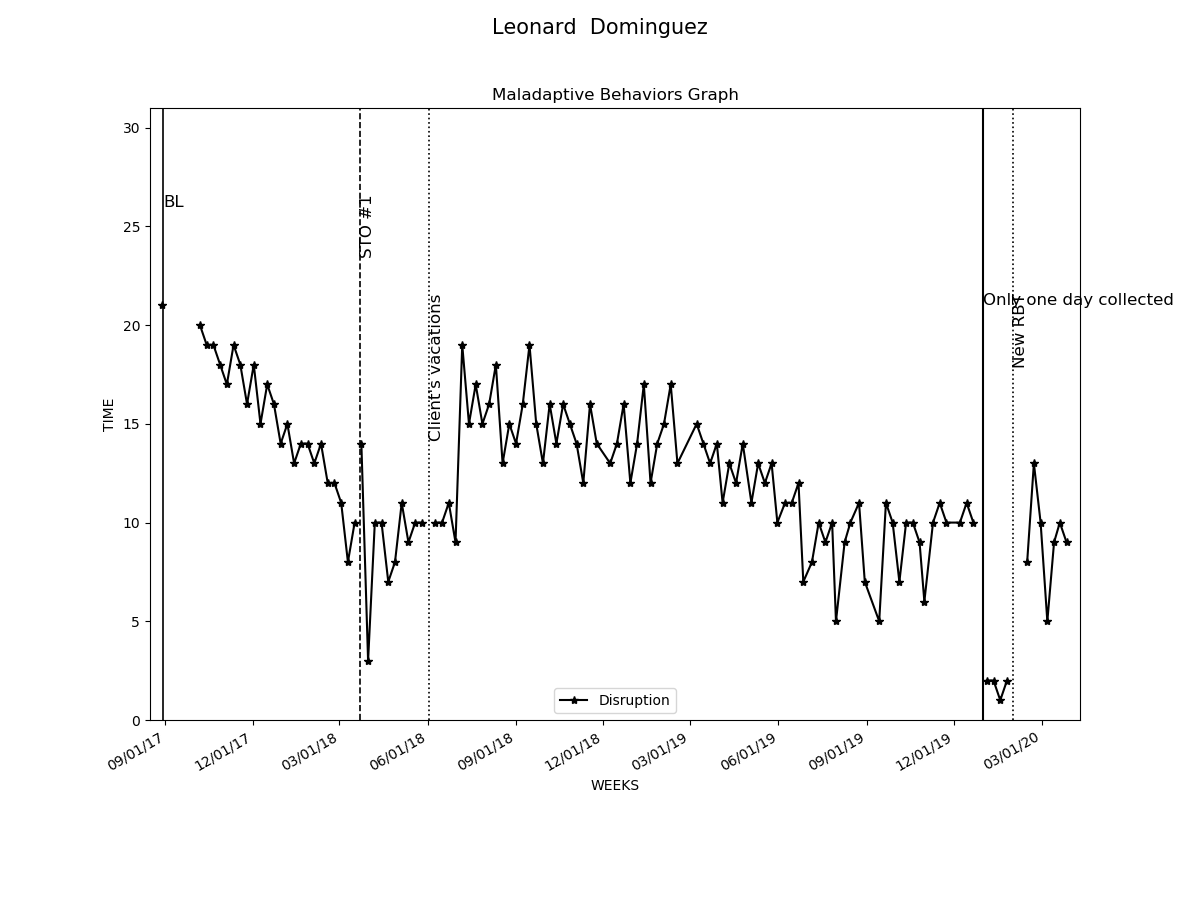 Leonard  Dominguez
Maladaptive Behaviors Graph
30
25
20
15
10
5
0
TIME
BL
STO #1
Client's vacations
Only one day collected
New RBT
Disruption
09/01/17
12/01/17
03/01/18
06/01/18
09/01/18
12/01/18
03/01/19
06/01/19
09/01/19
12/01/19
03/01/20
WEEKS